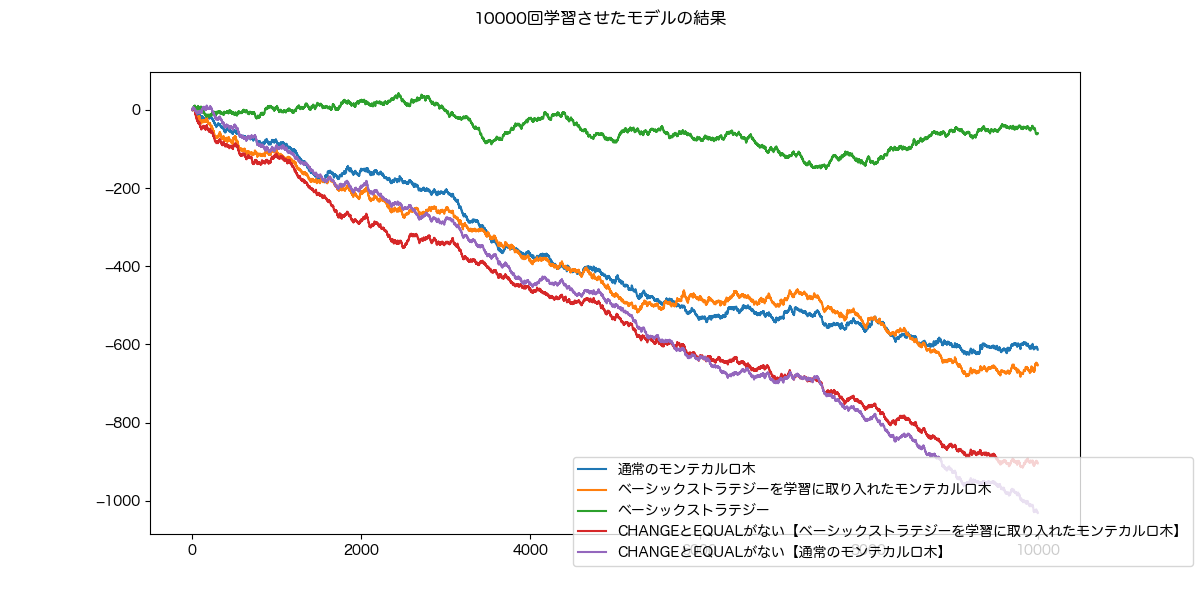 10000回学習させたモデルの結果
0
−200
−400
−600
−800
−1000
0
2000
4000
6000
8000
10000
通常のモンテカルロ木
ベーシックストラテジーを学習に取り入れたモンテカルロ木
ベーシックストラテジー
CHANGEとEQUALがない【ベーシックストラテジーを学習に取り入れたモンテカルロ木】
CHANGEとEQUALがない【通常のモンテカルロ木】